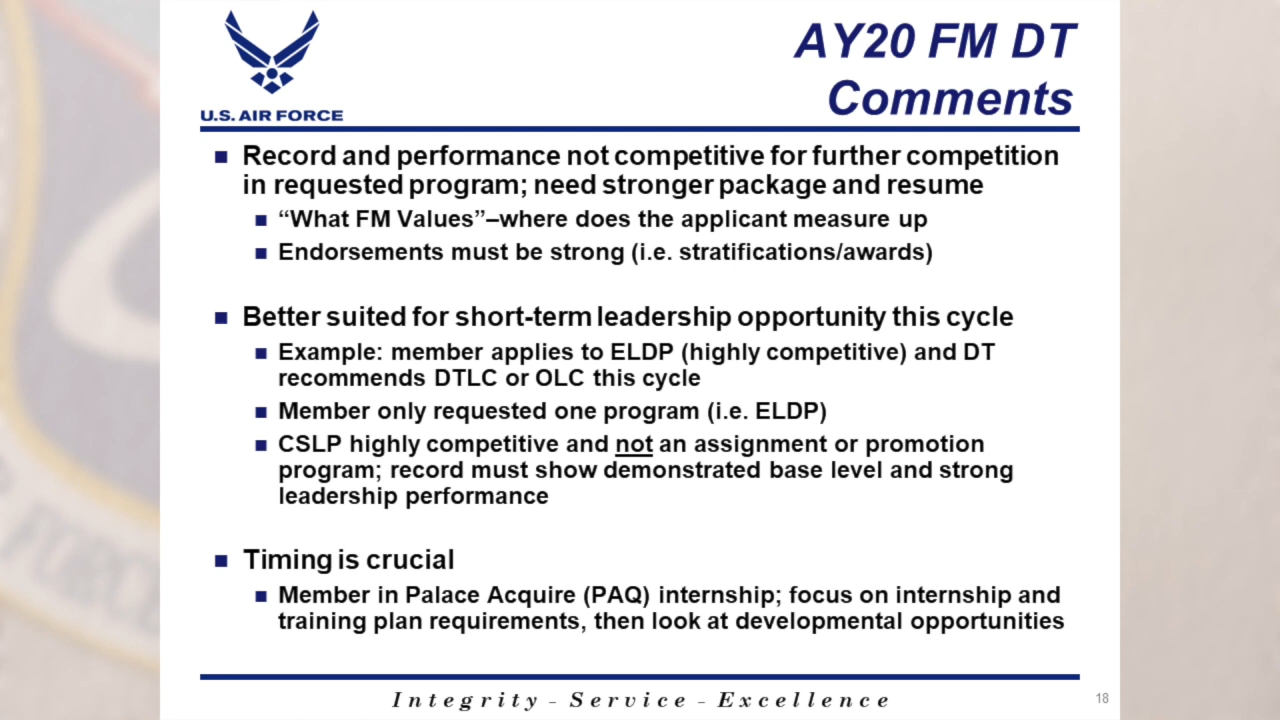 U.S. AIR FORCE
AY20 FM DT
Comments
Record and performance not competitive for further competition
in requested program; need stronger package and resume
“What FM Values”–where does the applicant measure up
Endorsements must be strong (i.e. stratifications/awards)
Better suited for short-term leadership opportunity this cycle
Example: member applies to ELDP (highly competitive) and DT
recommends DTLC or OLC this cycle
Member only requested one program (i.e. ELDP)
CSLP highly competitive and not an assignment or promotion
program; record must show demonstrated base level and strong
leadership performance
Timing is crucial
Member in Palace Acquire (PAQ) internship; focus on internship and
training plan requirements, then look at developmental opportunities
Integrity - Service - Excellence
18